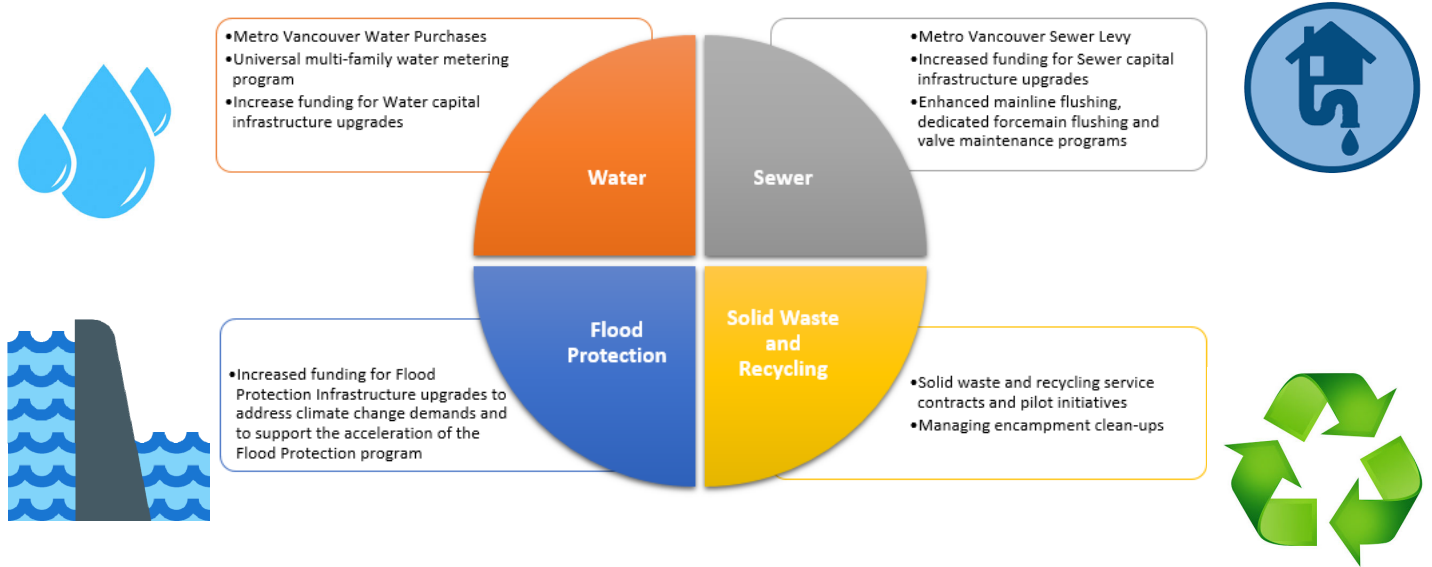 •Metro Vancouver Water Purchases
•Universal multi-family water metering
program
•Increase funding for Water capital
infrastructure upgrades
Water
•Metro Vancouver Sewer Levy
•Increased funding for Sewer capital
infrastructure upgrades
•Enhanced mainline flushing,
dedicated forcemain flushing and
valve maintenance programs
Sewer
•Increased funding for Flood
Protection Infrastructure upgrades to
address climate change demands and
to support the acceleration of the
Flood Protection program
Flood
Protection
Solid Waste
and
Recycling
•Solid waste and recycling service
contracts and pilot initiatives
•Managing encampment clean-ups